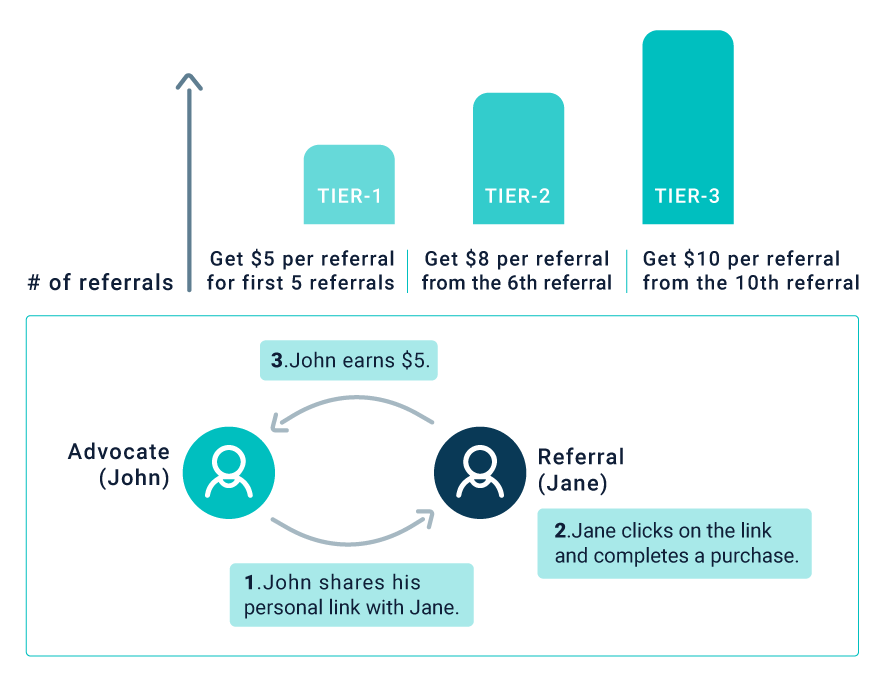 TIER-1
TIER-2
TIER-3
# of referrals
Get $5 per referral
for first 5 referrals
Get $8 per referral
from the 6th referral
Get $10 per referral
from the 10th referral
3.John earns $5.
Advocate
(John)
Referral
(Jane)
2.Jane clicks on the link
and completes a purchase.
1.John shares his
personal link with Jane.